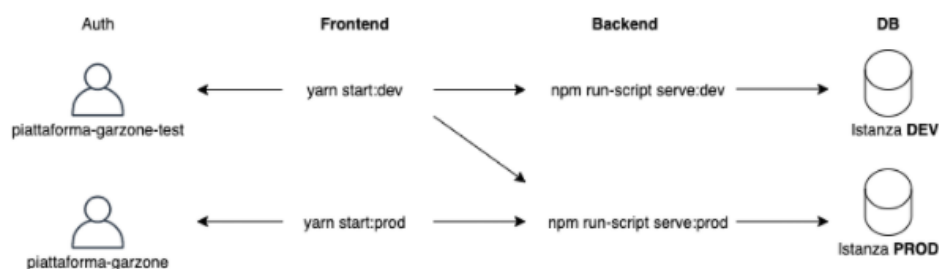 Auth Frontend Backend DB
yarn start:dev npm run-script serve:dev
piattaforma-garzone-test Istanza DEV
yarn start:prod npm run-script serve:prod
Istanza PROD
piattaforma-garzone